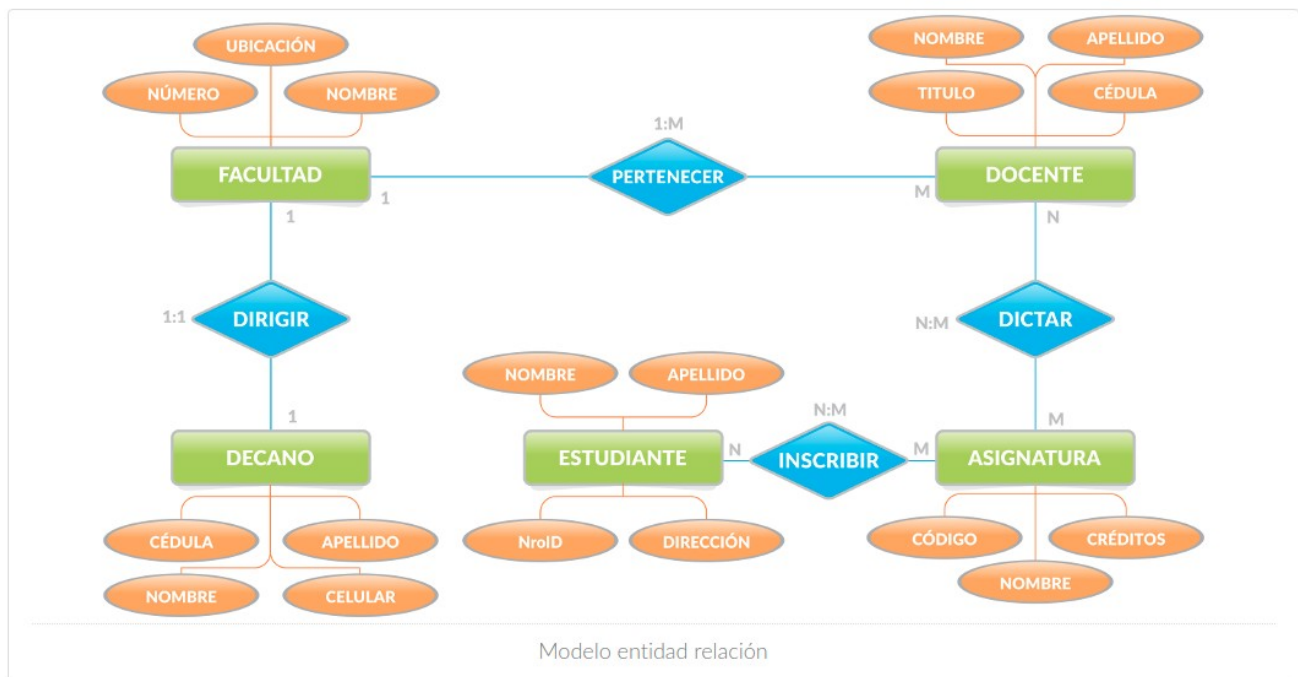 UBICACIÓN
NÚMERO
NOMBRE
FACULTAD
1
1
1:M
PERTENECER
NOMBRE
APELLIDO
TITULO
CÉDULA
DOCENTE
M
N
1:1
DIRIGIR
1
N:M
DICTAR
M
DECANO
CÉDULA
APELLIDO
NOMBRE
CELULAR
NOMBRE
APELLIDO
ESTUDIANTE
N
NroID
DIRECCIÓN
N:M
INSCRIBIR
M
ASIGNATURA
CÓDIGO
CRÉDITOS
NOMBRE
Modelo entidad relación